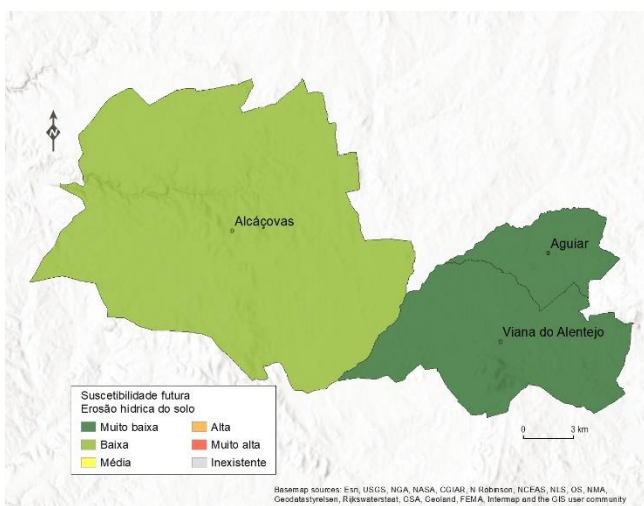 N
Alcáçovas
Aguiar
Viana do Alentejo
Suscetibilidade futura
Erosão hídrica do solo
Muito baixa
Alta
Baixa
Muito alta
Média
Inexistente
0 3 km
Basemap sources: Esri, USGS, NGA, NASA, CGIAR, N Robinson, NCEAS, NLS, OS, NMA,
Geodatastyrelsen, Rijkswaterstaat, GSA, Geoland, FEMA, Intermap and the GIS user community